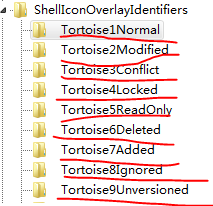 ShellIconOverlayIdentifiers
Tortoise1Normal
Tortoise2Modified
Tortoise3Conflict
Tortoise4Locked
Tortoise5ReadOnly
Tortoise6Deleted
Tortoise7Added
Tortoise8Ignored
Tortoise9Unversioned